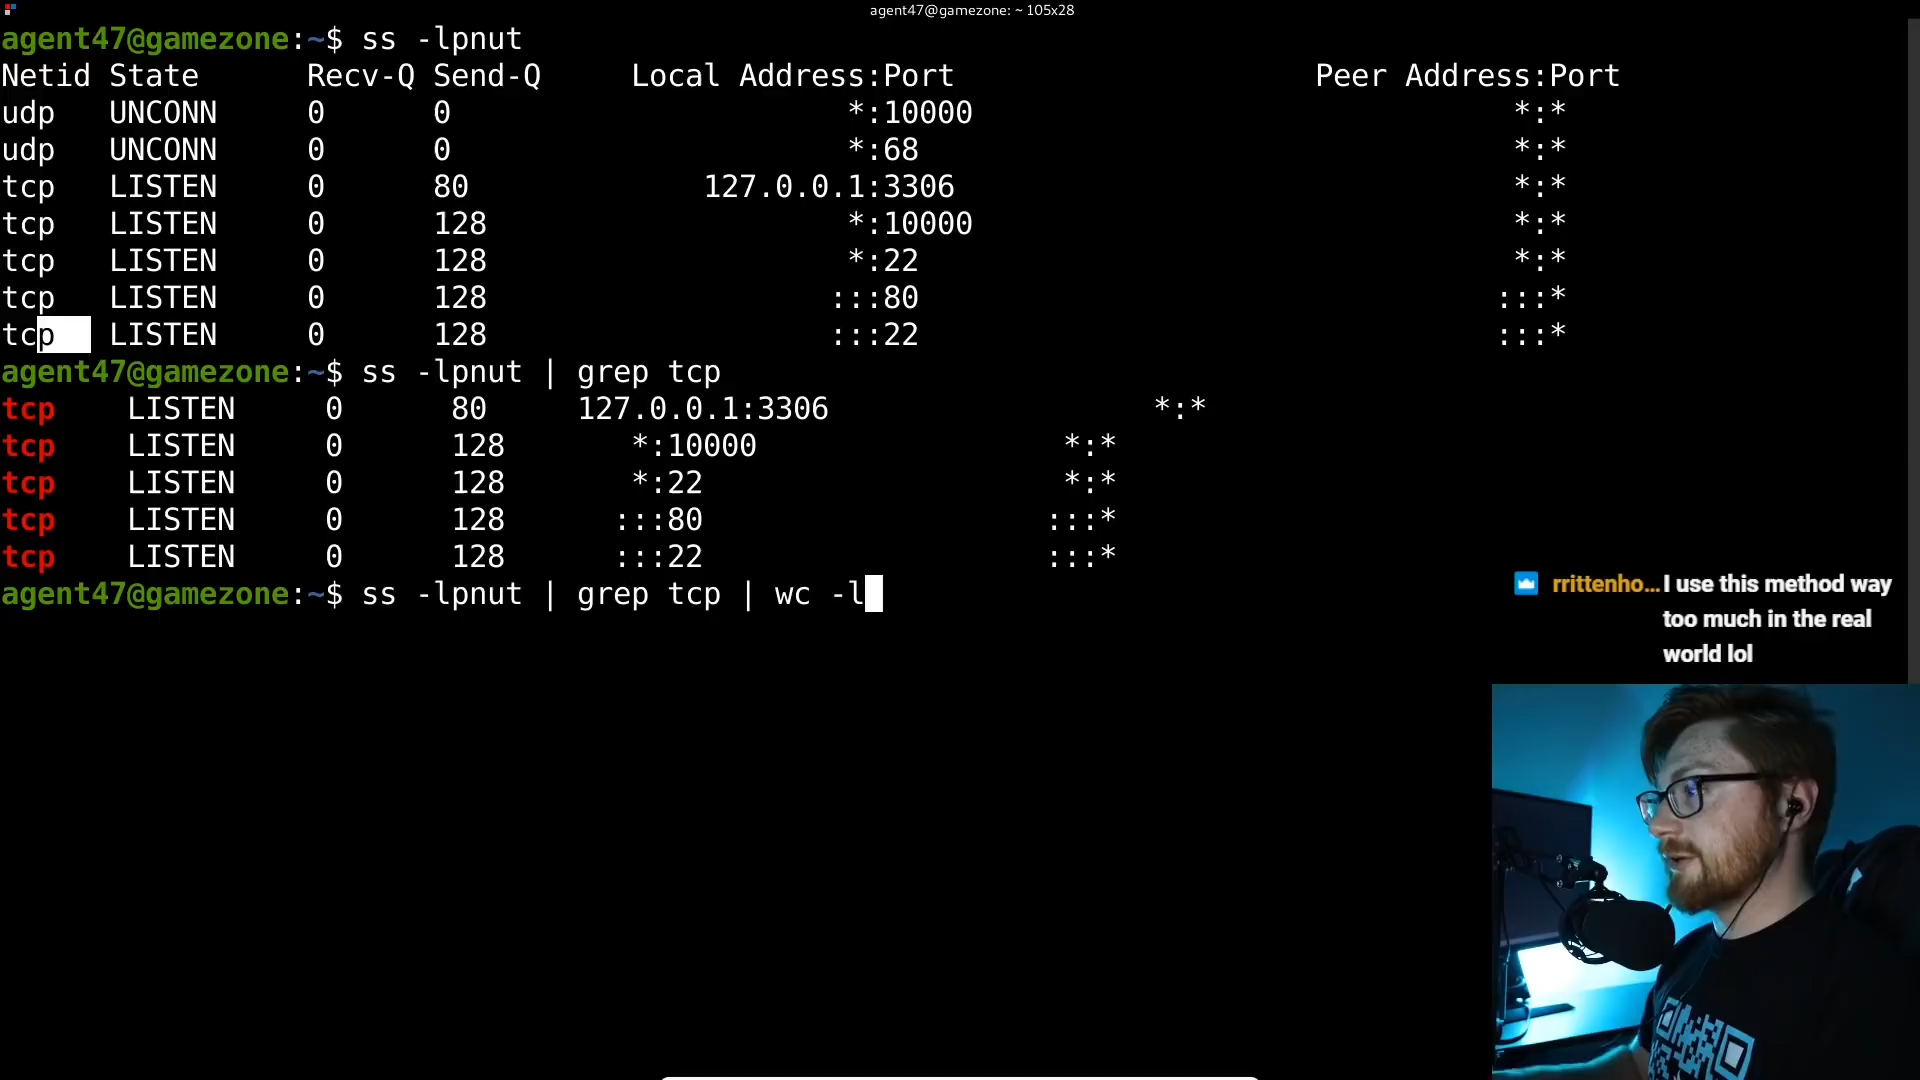 agent47@gamezone: ~ 105x28
agent47@gamezone:~$ ss -lpnut
Netid State Recv-Q Send-Q Local Address:Port Peer Address:Port
udp UNCONN 0 0 *:10000 *:*
udp UNCONN 0 0 *:68 *:*
tcp LISTEN 0 80 127.0.0.1:3306 *:*
tcp LISTEN 0 128 *:10000 *:*
tcp LISTEN 0 128 *:22 *:*
tcp LISTEN 0 128 :::80 :::*
tcp LISTEN 0 128 :::22 :::*
agent47@gamezone:~$ ss -lpnut | grep tcp
tcp LISTEN 0 80 127.0.0.1:3306 *:*
tcp LISTEN 0 128 *:10000 *:*
tcp LISTEN 0 128 *:22 *:*
tcp LISTEN 0 128 :::80 :::*
tcp LISTEN 0 128 :::22 :::*
agent47@gamezone:~$ ss -lpnut | grep tcp | wc -l
rrittenho... I use this method way
too much in the real
world lol